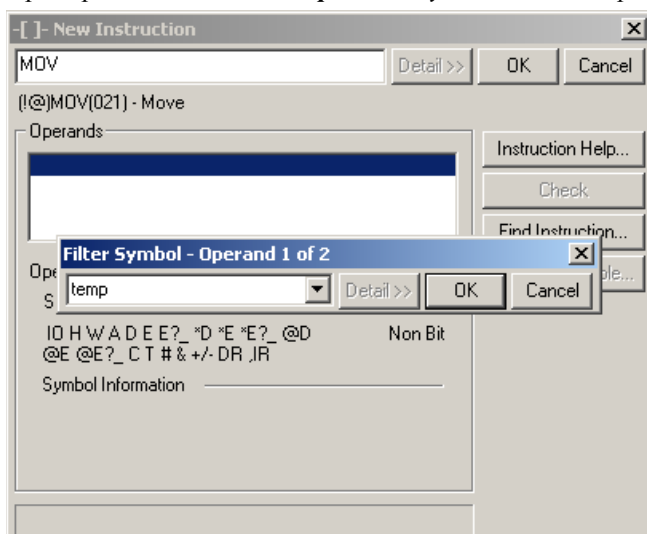 -[ ]- New Instruction
MOV
Detail >>
OK
Cancel
(!@)MOV(021) - Move
Operands
Instruction Help...
Check
Find Instruction...
Filter Symbol - Operand 1 of 2
temp
Detail >>
OK
Cancel
Ope
S
IO H W A D E E?_ *D *E *E?_ @D
Non Bit
@E @E?_ C T # & +/- DR ,IR
Symbol Information